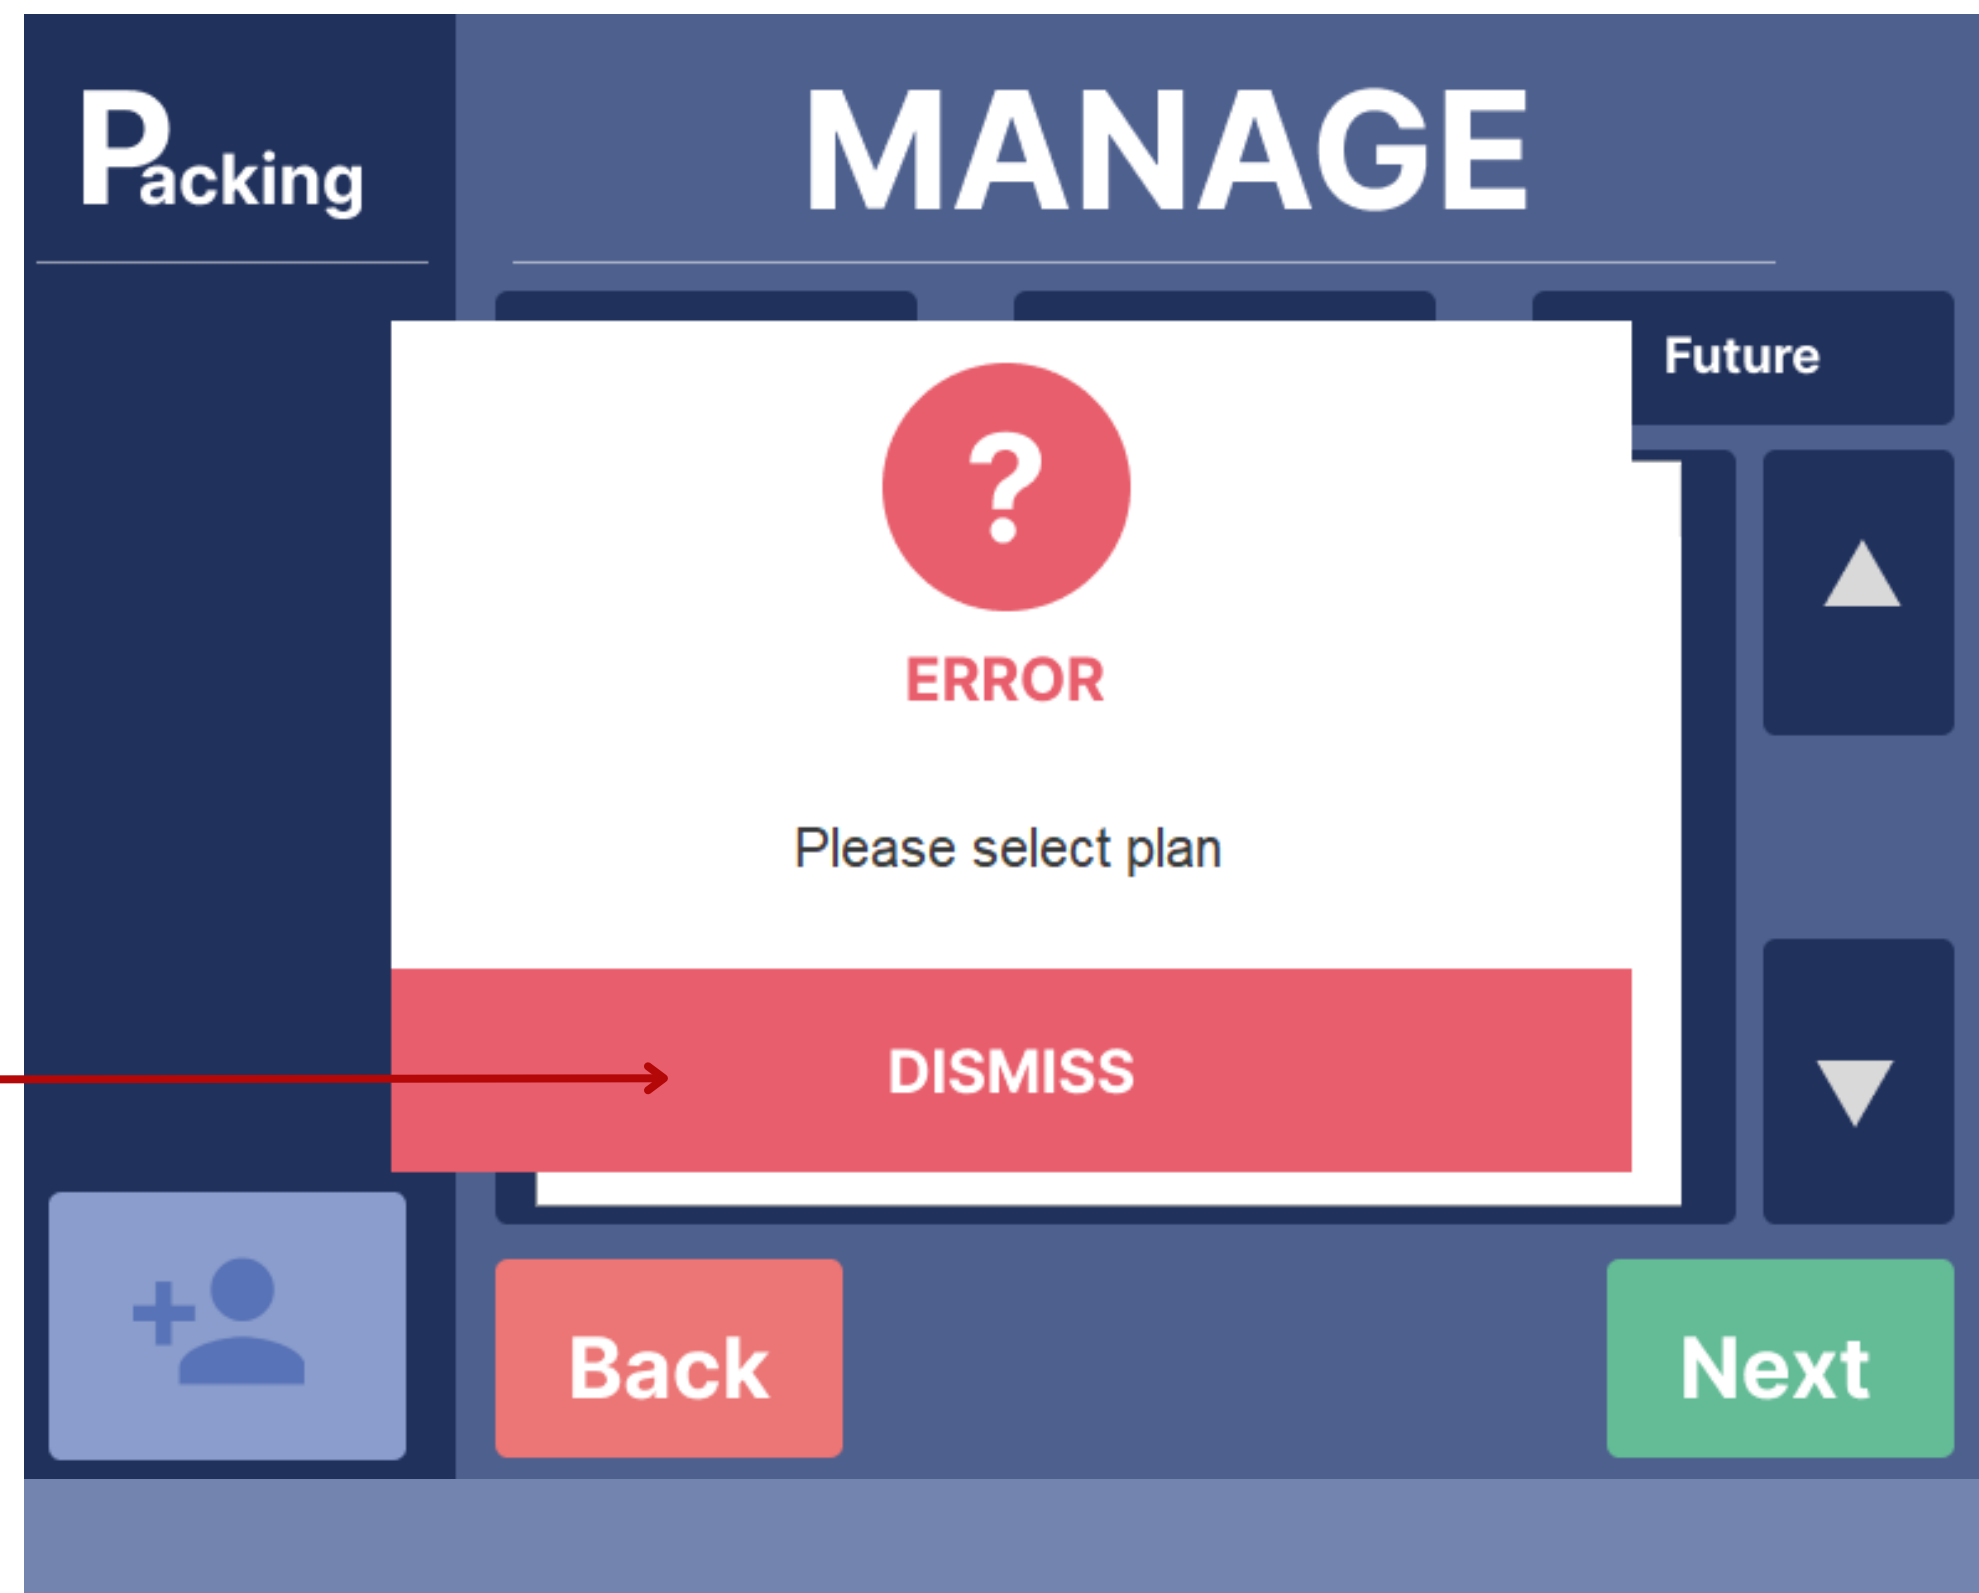 Packing
MANAGE
Future
?
ERROR
Please select plan
DISMISS
Back
Next